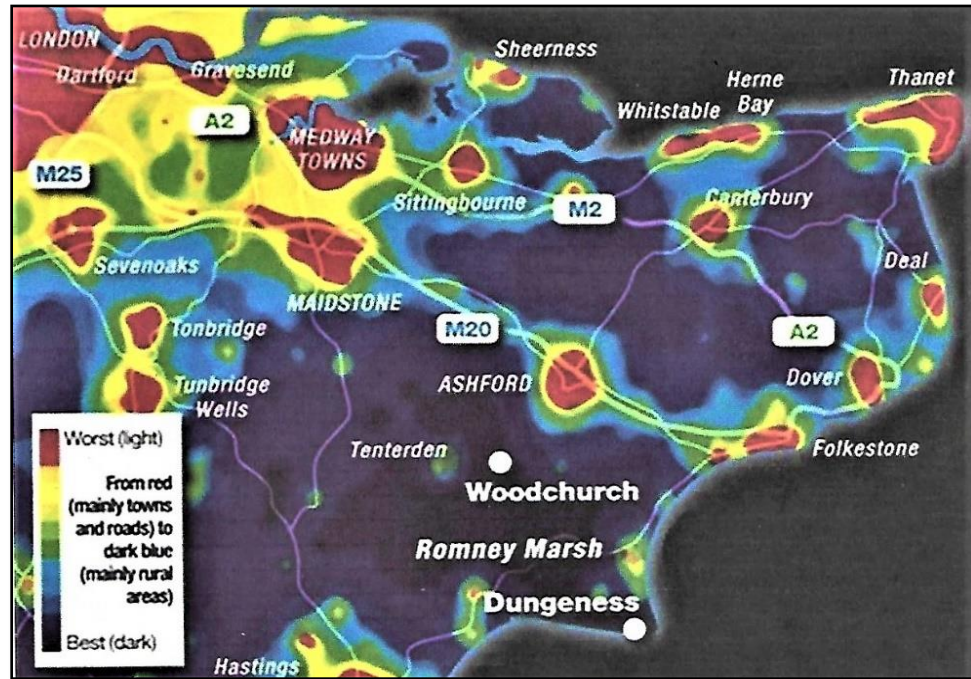 LONDON
Dartford
Gravesend
Sheerness
Herne
Bay
Thanet
Whitstable
A2
MEDWAY
TOWNS
M25
Sittingbourne
M2
Canterbury
Sevenoaks
Deal
MAIDSTONE
Tonbridge
M20
A2
ASHFORD
Dover
Tunbridge
Wells
Worst (light)
From red
(mainly towns
and roads) to
dark blue
(mainly rural
areas)
Best (dark)
Tenterden
Folkestone
Woodchurch
Romney Marsh
Dungeness
Hastings